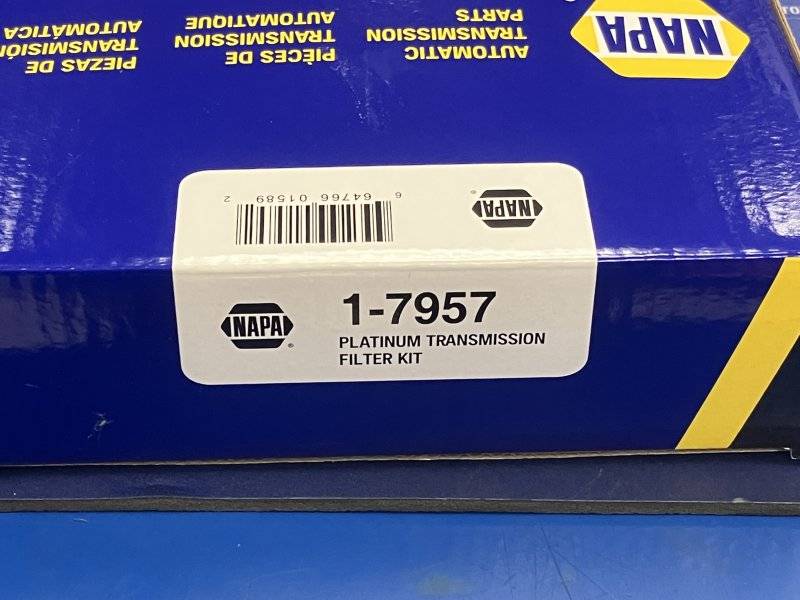 NAPA
AUTOMATIC
TRANSMISSION
PARTS
PIÈCES DE
TRANSMISSION
AUTOMATIQUE
PIEZAS DE
TRANSMISIÓN
AUTOMÁTICA
NAPA
6 64766 01589 2
NAPA
1-7957
PLATINUM TRANSMISSION
FILTER KIT